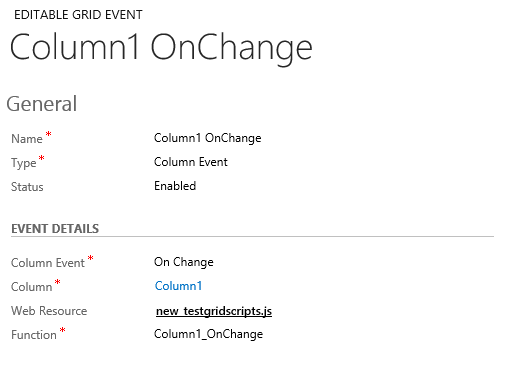 EDITABLE GRID EVENT
Column1 OnChange
General
Name * Column1 OnChange
Type * Column Event
Status Enabled
EVENT DETAILS
Column Event * On Change
Column * Column1
Web Resource new_testgridscripts.js
Function * Column1_OnChange